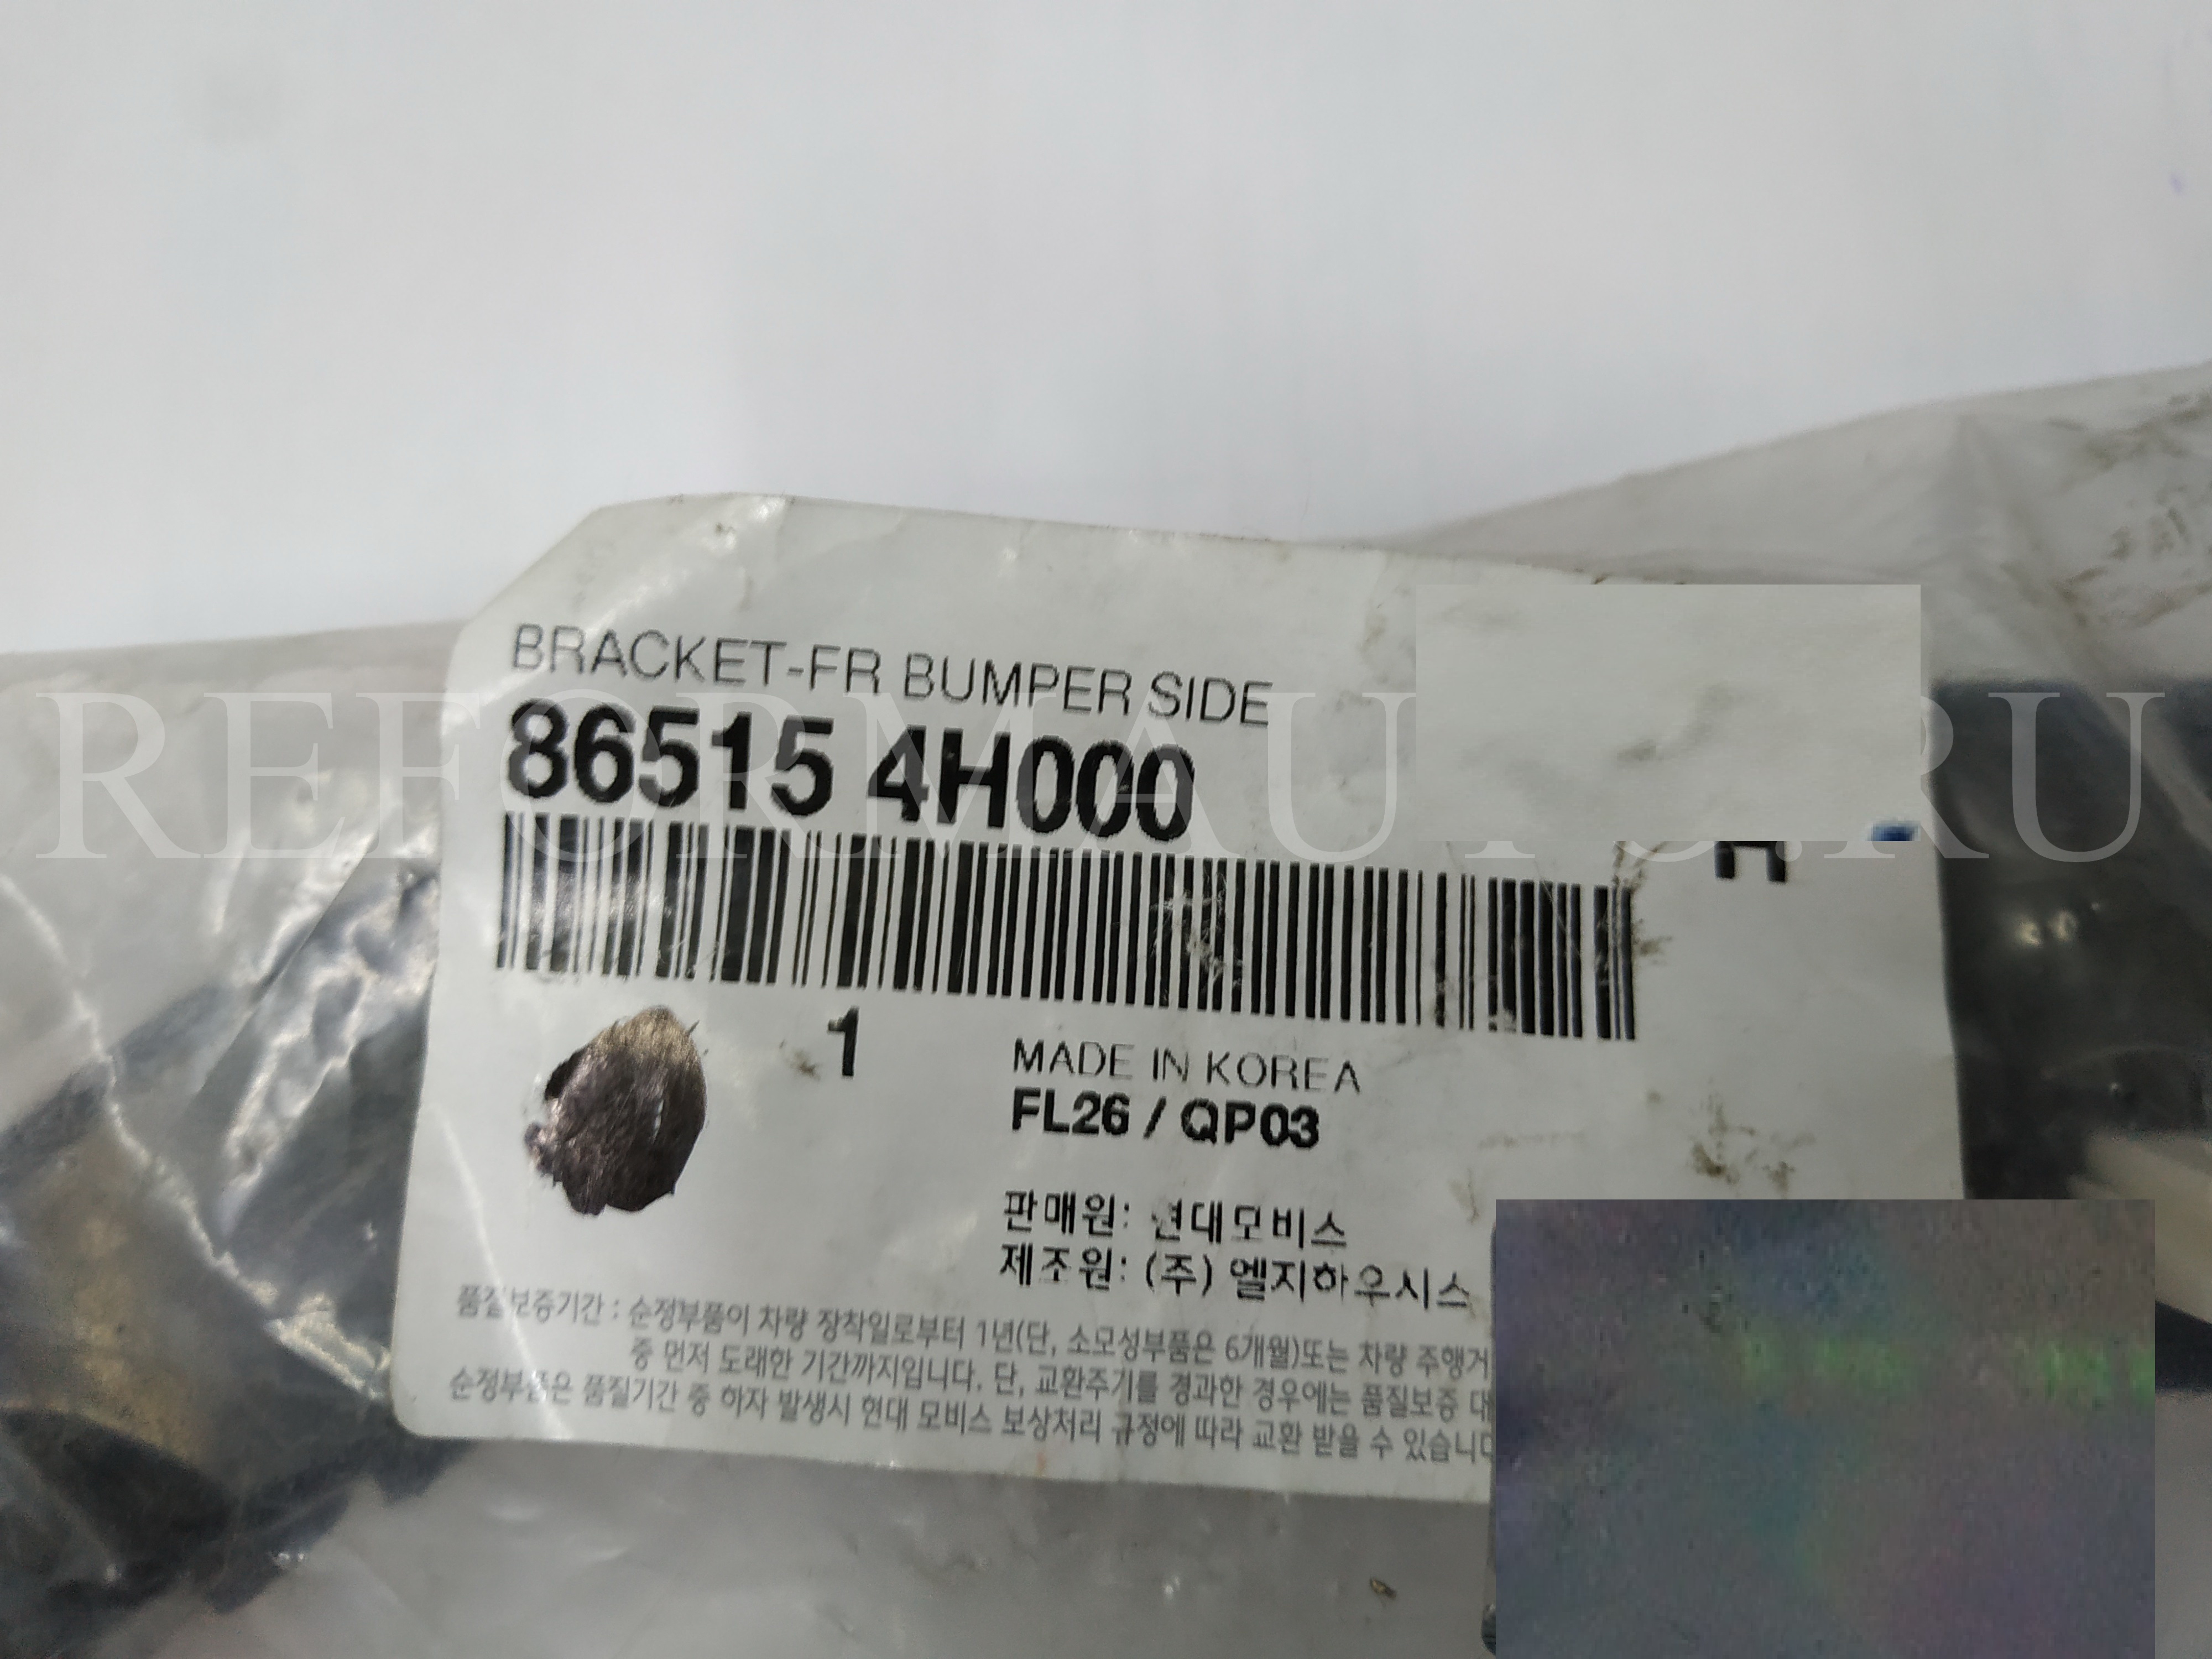 BRACKET-FR BUMPER SIDE
86515 4H000
REFORMAUTO.RU
H
1
MADE IN KOREA
FL26 / QP03
판매원: 현대모비스
제조원: (주) 엘지하우시스
품질보증기간 : 순정부품이 차량 장착일로부터 1년(단, 소모성부품은 6개월)또는 차량 주행거
중 먼저 도래한 기간까지입니다. 단, 교환주기를 경과한 경우에는 품질보증 대
순정부품은 품질기간 중 하자 발생시 현대 모비스 보상처리 규정에 따라 교환 받을 수 있습니다